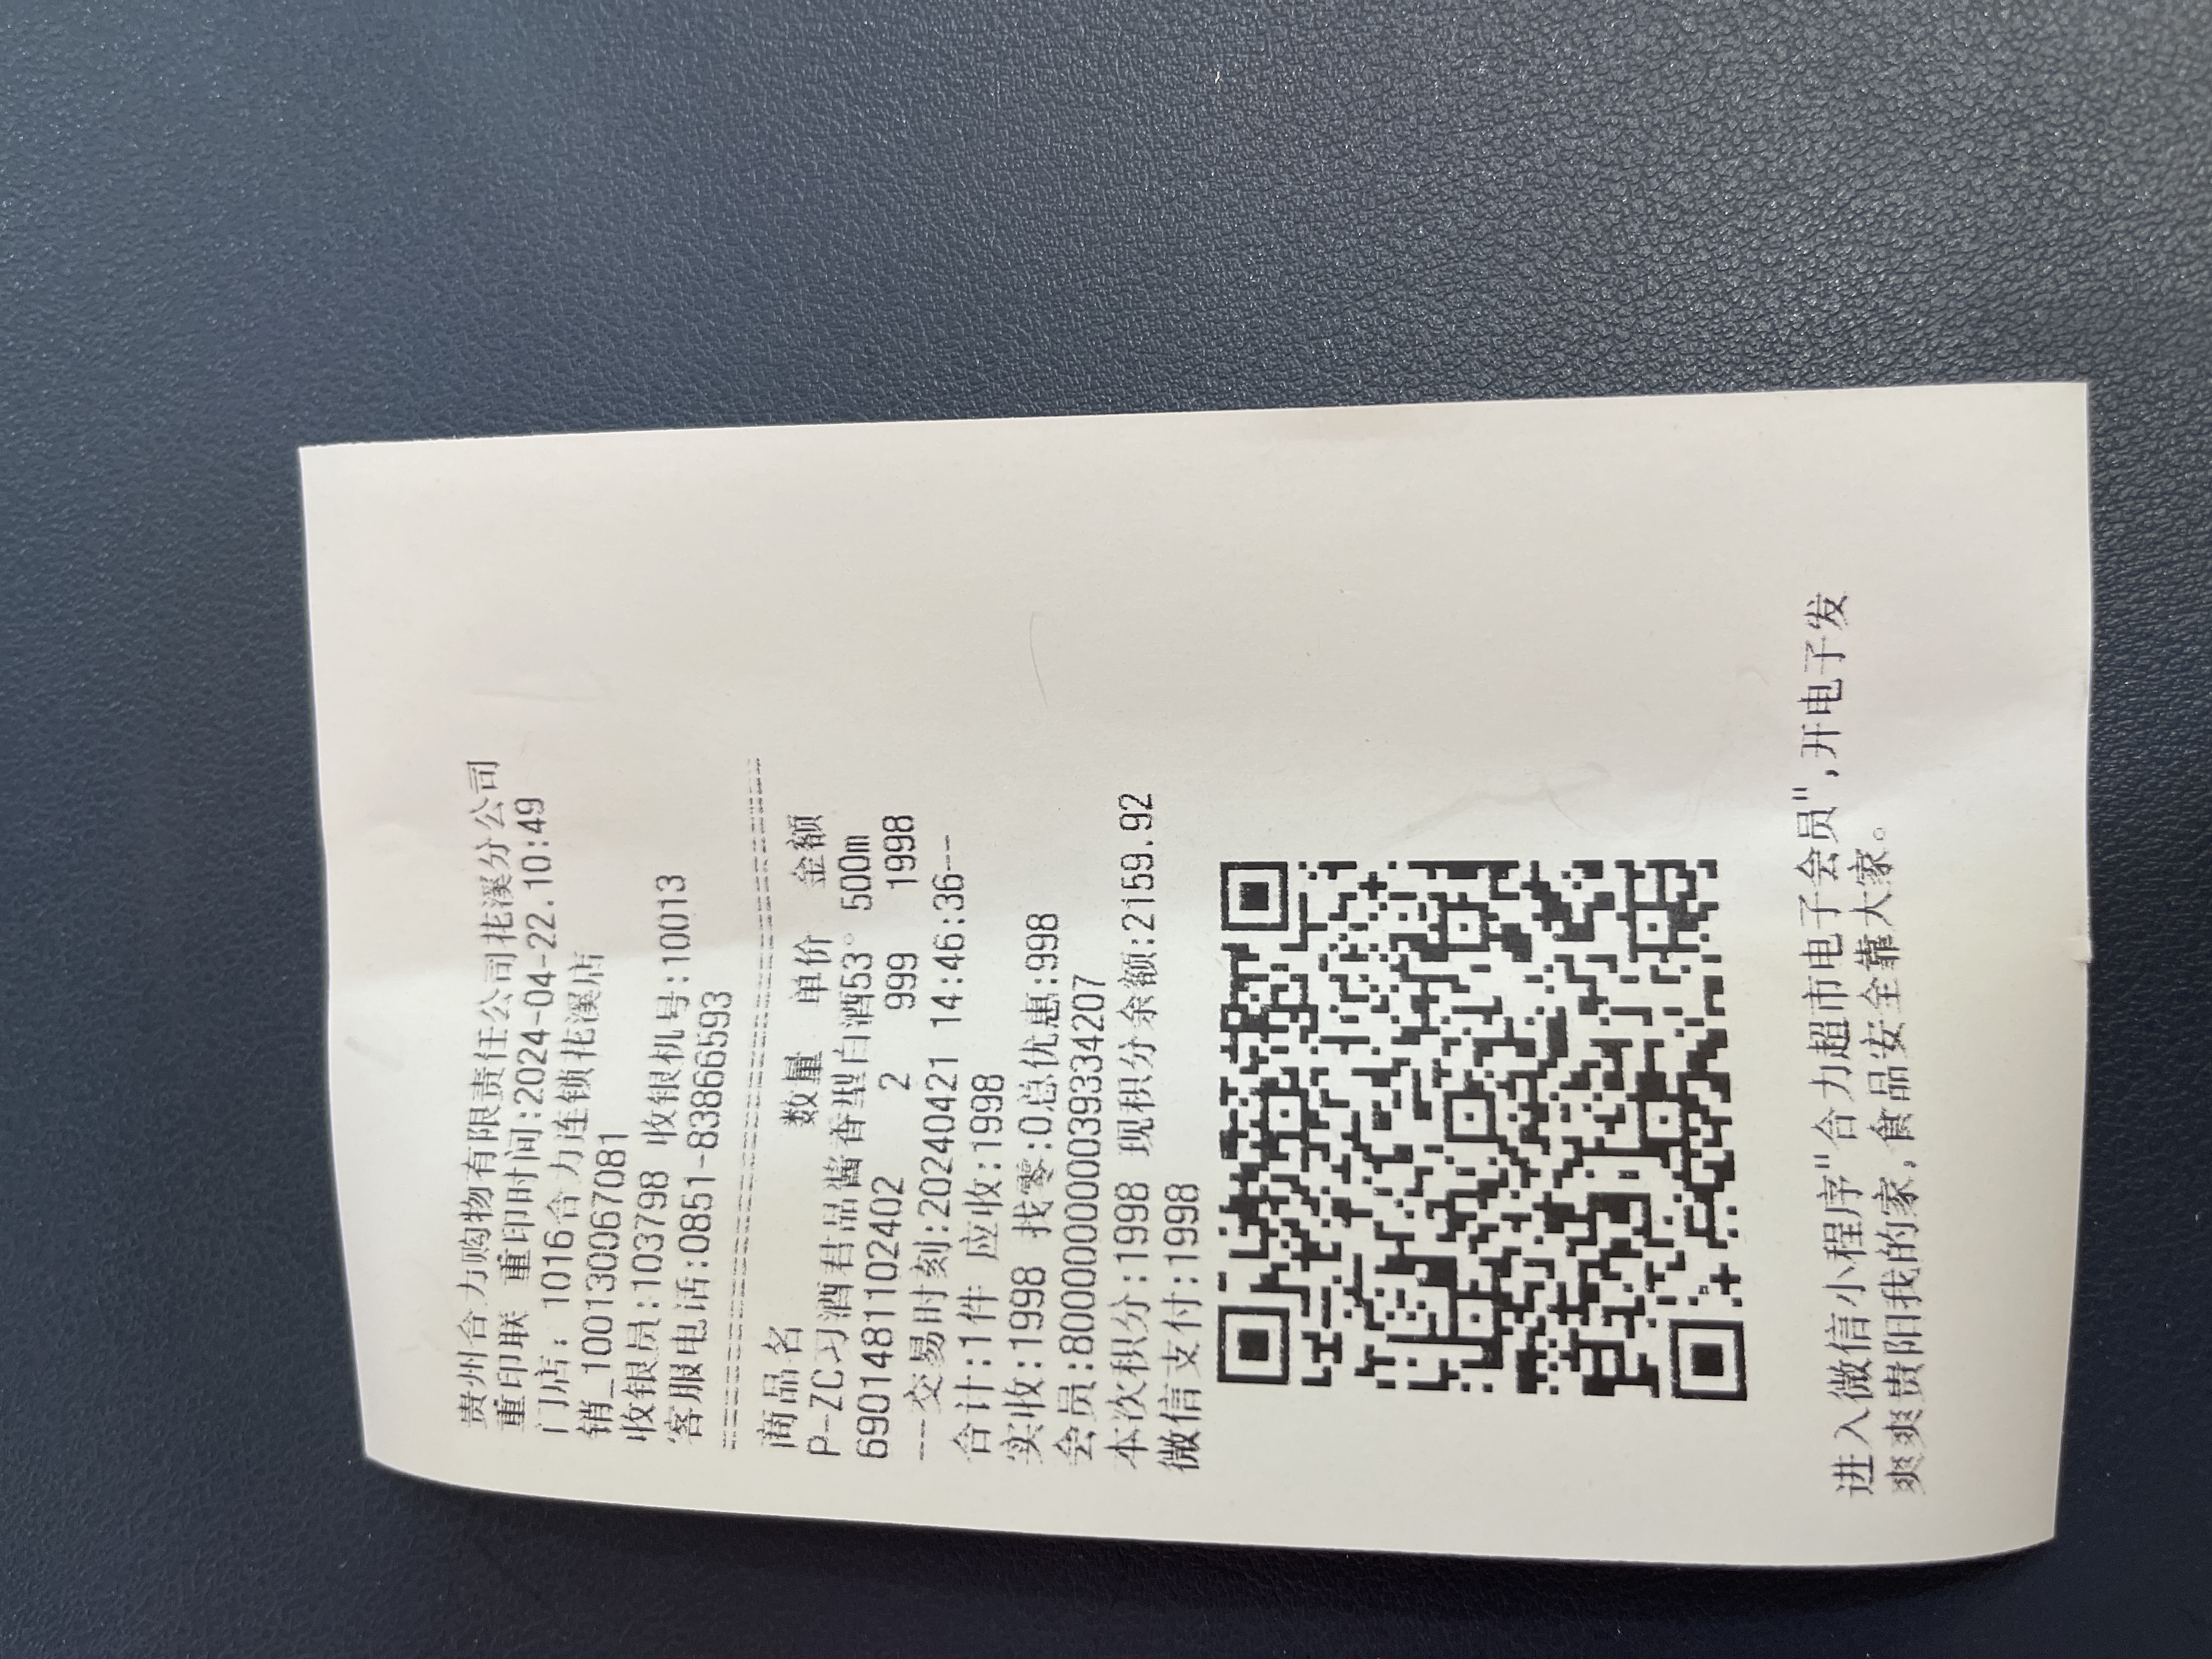 贵州合力购物有限责任公司花溪分公司
重印联 重印时间:2024-04-22.10:49
门店: 1016合力连锁花溪店
销_100130067081
收银员:103798 收银机号:10013
客服电话:0851-83866593
商品名 数量 单价 金额
P-ZC习酒君品酱香型白酒53° 500m
6901481102402 2 999 1998
---交易时刻:20240421 14:46:36--
合计:1件 应收:1998
实收:1998 找零:0总优惠:998
会员:8000000000393934207
本次积分:1998 现积分余额:2159.92
微信支付:1998
进入微信小程序"合力超市电子会员",开电子发
爽爽贵阳我的家,食品安全靠大家。